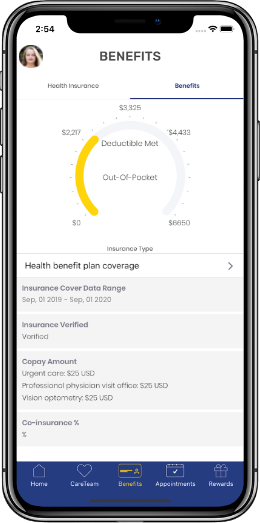 2:54
BENEFITS
Health Insurance
Benefits
$3,325
$2,217
$4,433
Deductible Met
Out-Of-Pocket
$0
$6650
Insurance Type
Health benefit plan coverage
Insurance Cover Data Range
Sep, 01 2019 - Sep, 01 2020
Insurance Verified
Verified
Copay Amount
Urgent care: $25 USD
Professional physician visit office: $25 USD
Vision optometry: $25 USD
Co-insurance %
%
Home
CareTeam
Benefits
Appointments
Rewards